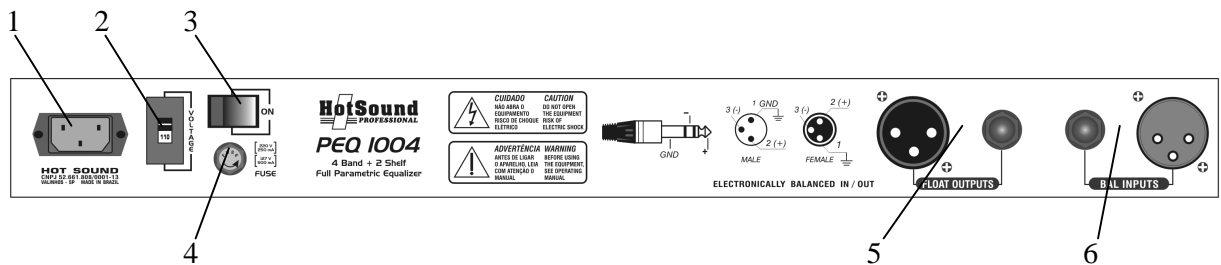 1
2
3
4
5
6
HOT SOUND
CNPJ 52.661.808/0001-13
VALINHOS - SP MADE IN BRAZIL
110
VOLTAGE
ON
220 V
250 mA
127 V
500 mA
FUSE
HotSound
PROFESSIONAL
PEQ 1004
4 Band + 2 Shelf
Full Parametric Equalizer
CUIDADO
NÃO ABRA O
EQUIPAMENTO
RISCO DE CHOQUE
ELÉTRICO
CAUTION
DO NOT OPEN
THE EQUIPMENT
RISK OF
ELECTRIC SHOCK
ADVERTÊNCIA
ANTES DE LIGAR
O APARELHO, LEIA
COM ATENÇÃO O
MANUAL
WARNING
BEFORE USING
THE EQUIPMENT,
SEE OPERATING
MANUAL
-
GND
+
3 (-)
1 GND
2 (+)
MALE
3 (-)
2 (+)
1
FEMALE
ELECTRONICALLY BALANCED IN / OUT
FLOAT OUTPUTS
BAL INPUTS